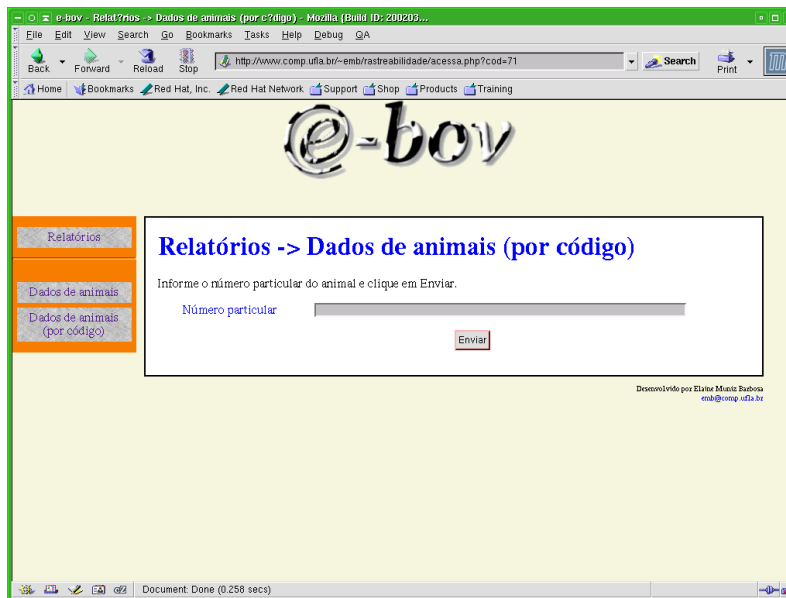 e-bov - Relat?rios -> Dados de animais (por c?digo) - Mozilla {Build ID: 200203...
File Edit View Search Go Bookmarks Tasks Help Debug QA
Back Forward Reload Stop http://www.comp.ufla.br/~emb/rastreabilidade/acessa.php?cod=71 Search Print
Home Bookmarks Red Hat, Inc. Red Hat Network Support Shop Products Training
e-bov
Relatórios
Dados de animais
Dados de animais
(por código)
Relatórios -> Dados de animais (por código)
Informe o número particular do animal e clique em Enviar.
Número particular
Enviar
Desenvolvido por Elaine Muniz Barbosa
emb@comp.ufla.br
Document: Done (0.258 secs)